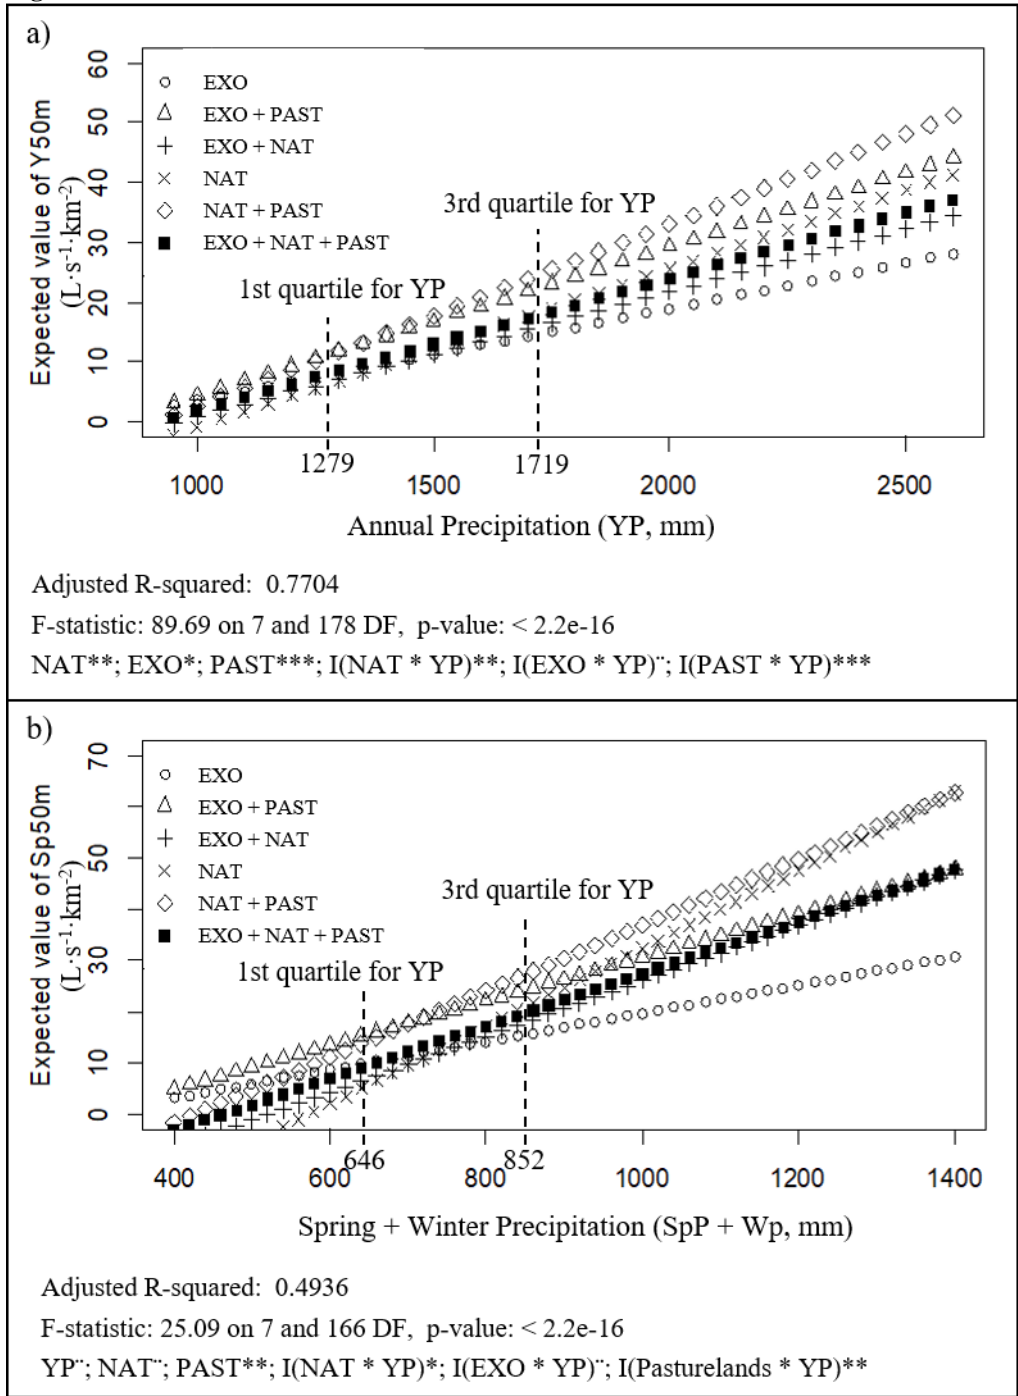 a)
60
50
40
30
20
10
0
Expected value of Y50m
(L·s⁻¹·km⁻²)
EXO
EXO + PAST
EXO + NAT
NAT
NAT + PAST
EXO + NAT + PAST
3rd quartile for YP
1st quartile for YP
1279
1719
1000
1500
2000
2500
Annual Precipitation (YP, mm)
Adjusted R-squared: 0.7704
F-statistic: 89.69 on 7 and 178 DF, p-value: < 2.2e-16
NAT**; EXO*; PAST***; I(NAT * YP)**; I(EXO * YP)¨; I(PAST * YP)***
b)
70
50
30
10
0
Expected value of Sp50m
(L·s⁻¹·km⁻²)
EXO
EXO + PAST
EXO + NAT
NAT
NAT + PAST
EXO + NAT + PAST
3rd quartile for YP
1st quartile for YP
646
852
400
600
800
1000
1200
1400
Spring + Winter Precipitation (SpP + Wp, mm)
Adjusted R-squared: 0.4936
F-statistic: 25.09 on 7 and 166 DF, p-value: < 2.2e-16
YP¨; NAT¨; PAST**; I(NAT * YP)*; I(EXO * YP)¨; I(Pasturelands * YP)**